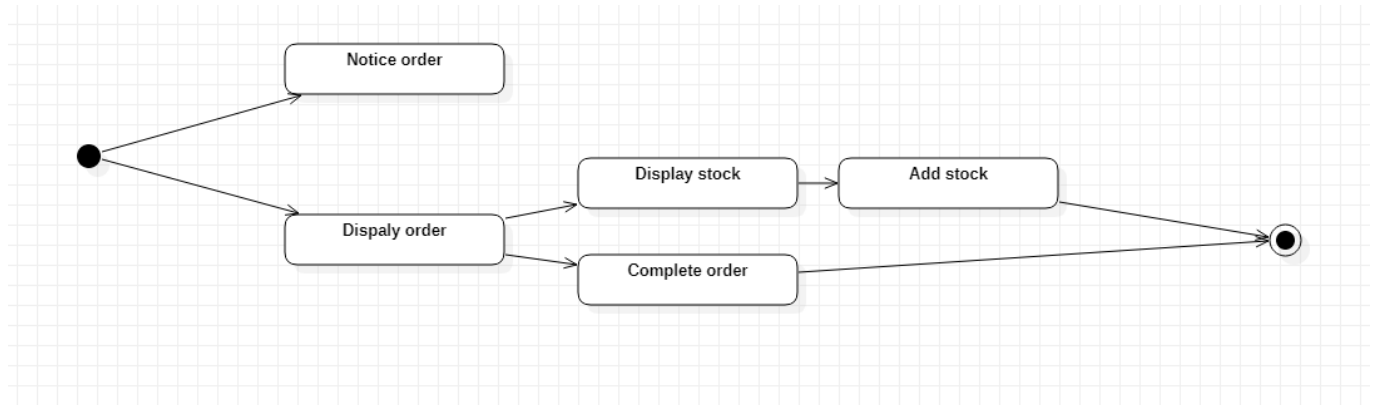 Notice order
Display stock
Add stock
Dispaly order
Complete order